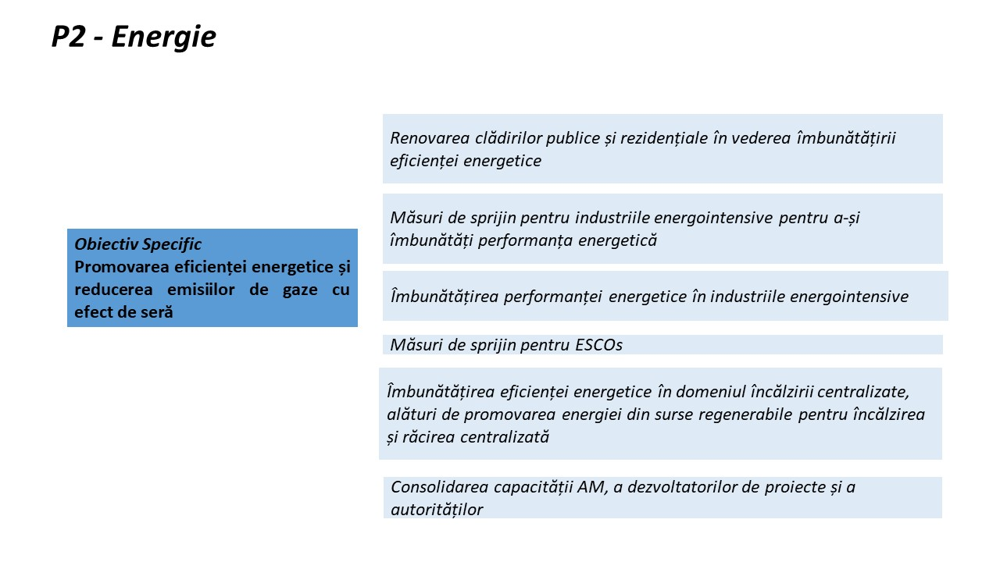 P2 - Energie
Obiectiv Specific
Promovarea eficienței energetice și
reducerea emisiilor de gaze cu
efect de seră
Renovarea clădirilor publice și rezidențiale în vederea îmbunătățirii
eficienței energetice
Măsuri de sprijin pentru industriile energointensive pentru a-și
îmbunătăți performanța energetică
Îmbunătățirea performanței energetice în industriile energointensive
Măsuri de sprijin pentru ESCOs
Îmbunătățirea eficienței energetice în domeniul încălzirii centralizate,
alături de promovarea energiei din surse regenerabile pentru încălzirea
și răcirea centralizată
Consolidarea capacității AM, a dezvoltatorilor de proiecte și a
autorităților